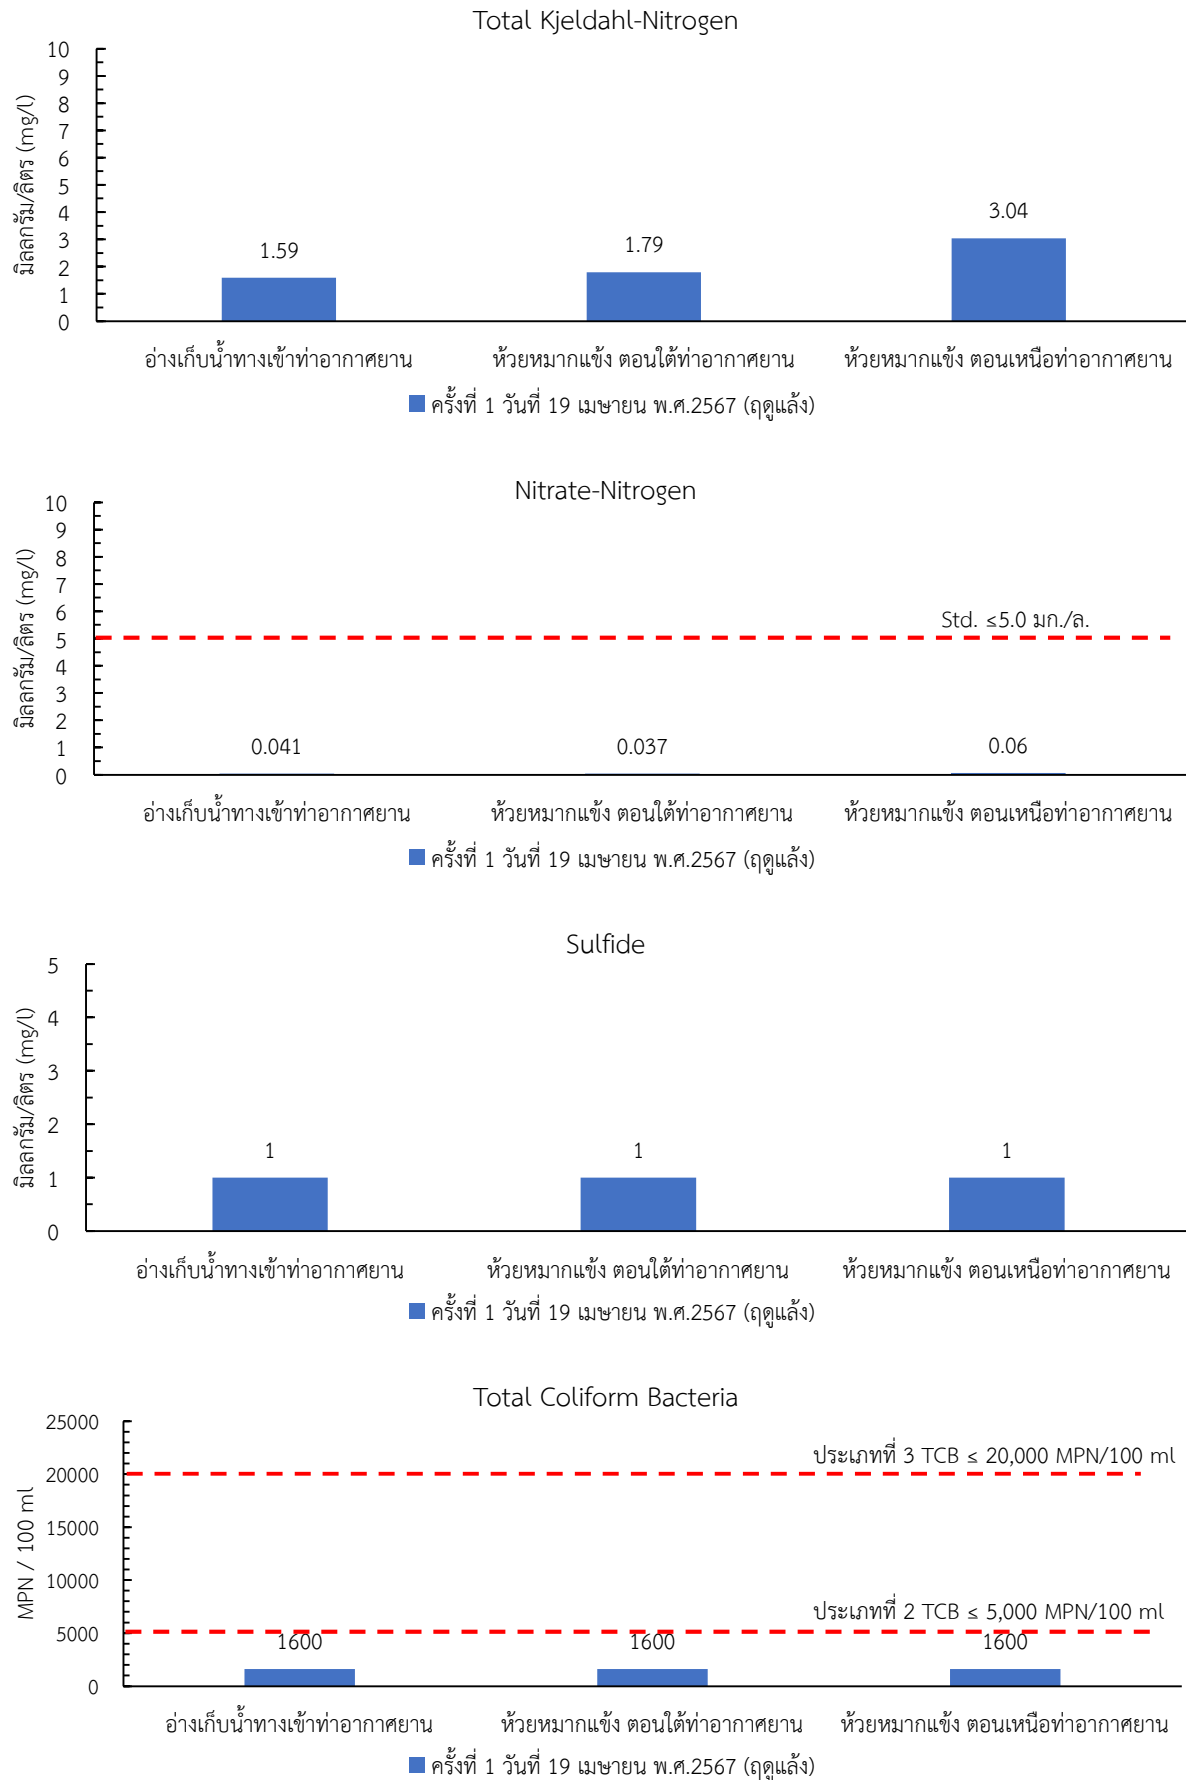 Total Kjeldahl-Nitrogen
มิลลกรัม/ลิตร (mg/l)
10
9
8
7
6
5
4
3
2
1
0
1.59
1.79
3.04
อ่างเก็บน้ำทางเข้าท่าอากาศยาน
ห้วยหมากแข้ง ตอนใต้ท่าอากาศยาน
ห้วยหมากแข้ง ตอนเหนือท่าอากาศยาน
ครั้งที่ 1 วันที่ 19 เมษายน พ.ศ.2567 (ฤดูแล้ง)
Nitrate-Nitrogen
มิลลกรัม/ลิตร (mg/l)
10
9
8
7
6
5
4
3
2
1
0
Std. ≤5.0 มก./ล.
0.041
0.037
0.06
อ่างเก็บน้ำทางเข้าท่าอากาศยาน
ห้วยหมากแข้ง ตอนใต้ท่าอากาศยาน
ห้วยหมากแข้ง ตอนเหนือท่าอากาศยาน
ครั้งที่ 1 วันที่ 19 เมษายน พ.ศ.2567 (ฤดูแล้ง)
Sulfide
มิลลกรัม/ลิตร (mg/l)
5
4
3
2
1
0
1
1
1
อ่างเก็บน้ำทางเข้าท่าอากาศยาน
ห้วยหมากแข้ง ตอนใต้ท่าอากาศยาน
ห้วยหมากแข้ง ตอนเหนือท่าอากาศยาน
ครั้งที่ 1 วันที่ 19 เมษายน พ.ศ.2567 (ฤดูแล้ง)
Total Coliform Bacteria
MPN / 100 ml
25000
20000
15000
10000
5000
0
ประเภทที่ 3 TCB ≤ 20,000 MPN/100 ml
ประเภทที่ 2 TCB ≤ 5,000 MPN/100 ml
1600
1600
1600
อ่างเก็บน้ำทางเข้าท่าอากาศยาน
ห้วยหมากแข้ง ตอนใต้ท่าอากาศยาน
ห้วยหมากแข้ง ตอนเหนือท่าอากาศยาน
ครั้งที่ 1 วันที่ 19 เมษายน พ.ศ.2567 (ฤดูแล้ง)